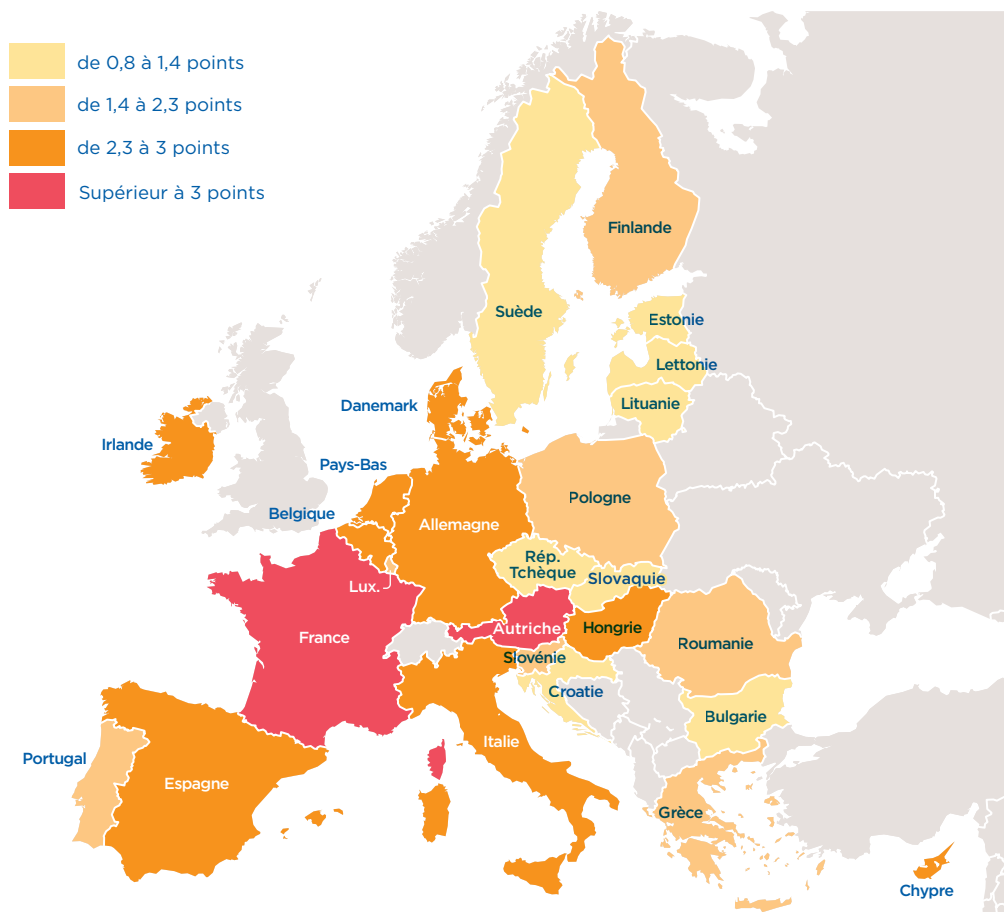 de 0,8 à 1,4 points
de 1,4 à 2,3 points
de 2,3 à 3 points
Supérieur à 3 points
Finlande
Suède
Estonie
Lettonie
Lituanie
Danemark
Irlande
Pays-Bas
Belgique
Allemagne
Pologne
Rép.
Tchèque
Slovaquie
Lux.
France
Autriche
Hongrie
Slovénie
Roumanie
Croatie
Bulgarie
Italie
Portugal
Espagne
Grèce
Chypre